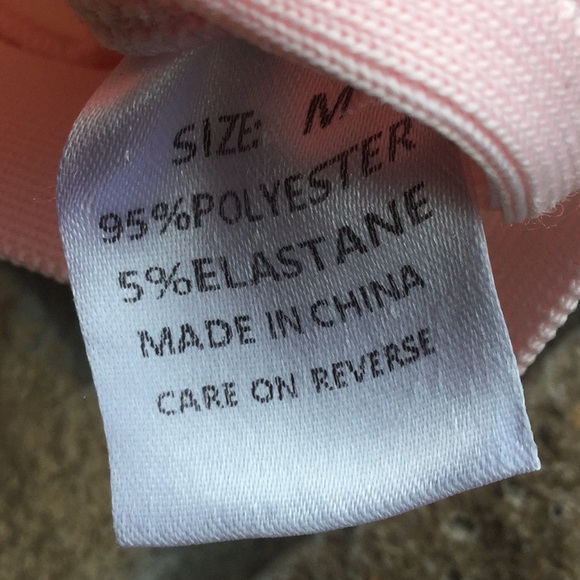 SIZE: M
95%POLYESTER
5%ELASTANE
MADE IN CHINA
CARE ON REVERSE